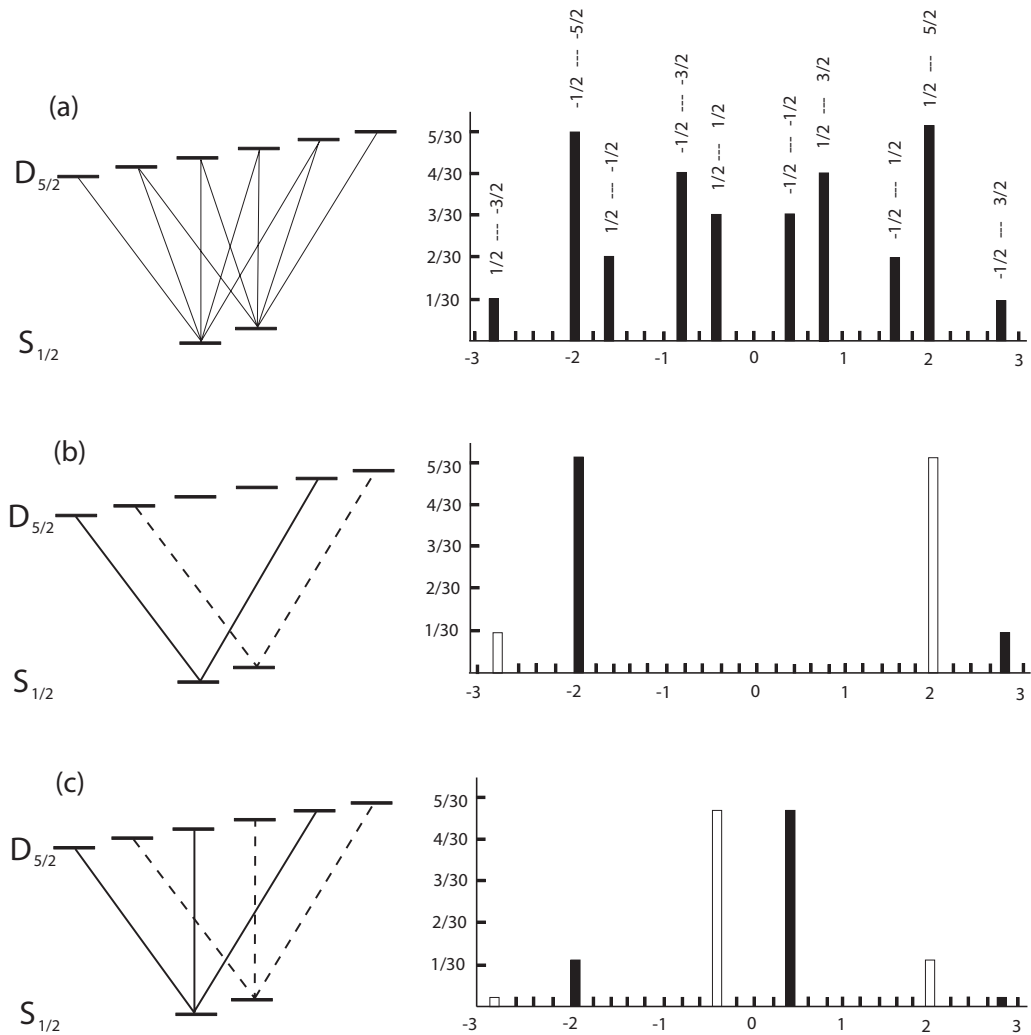 (a)
D5/2
S1/2
5/30
4/30
3/30
2/30
1/30
1/2 --- -3/2
-1/2 --- -5/2
1/2 --- -1/2
-1/2 --- -3/2
1/2 --- 1/2
-1/2 --- -1/2
1/2 --- 3/2
-1/2 --- 1/2
1/2 --- 5/2
-1/2 --- 3/2
-3 -2 -1 0 1 2 3
(b)
D5/2
S1/2
5/30
4/30
3/30
2/30
1/30
-3 -2 -1 0 1 2 3
(c)
D5/2
S1/2
5/30
4/30
3/30
2/30
1/30
-3 -2 -1 0 1 2 3